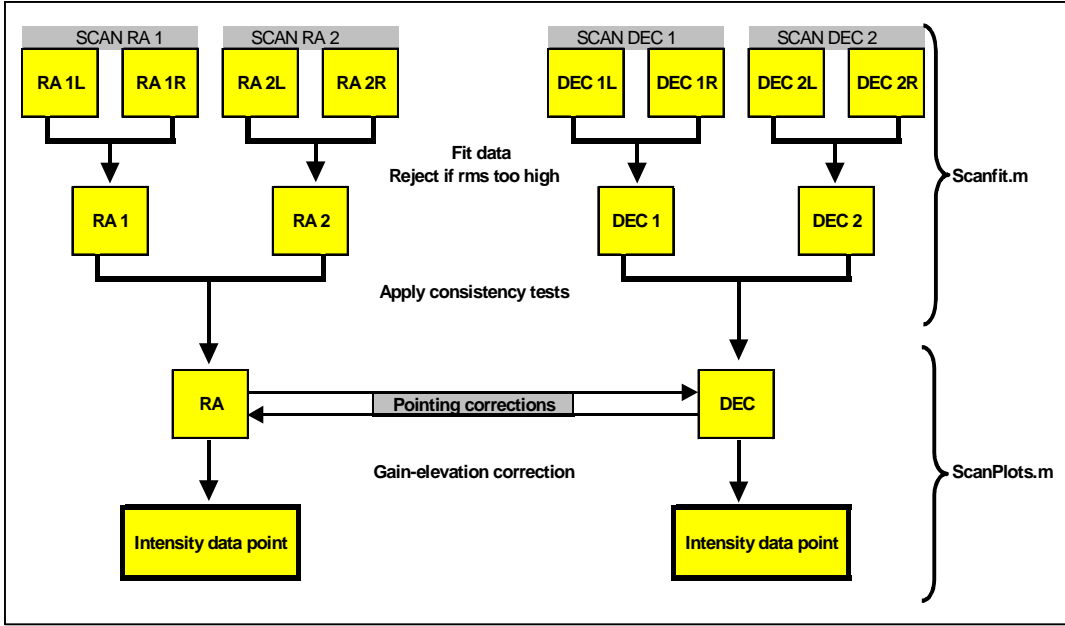 SCAN RA 1
SCAN RA 2
SCAN DEC 1
SCAN DEC 2
RA 1L
RA 1R
RA 2L
RA 2R
DEC 1L
DEC 1R
DEC 2L
DEC 2R
Fit data
Reject if rms too high
Scanfit.m
RA 1
RA 2
DEC 1
DEC 2
Apply consistency tests
RA
Pointing corrections
DEC
Gain-elevation correction
ScanPlots.m
Intensity data point
Intensity data point